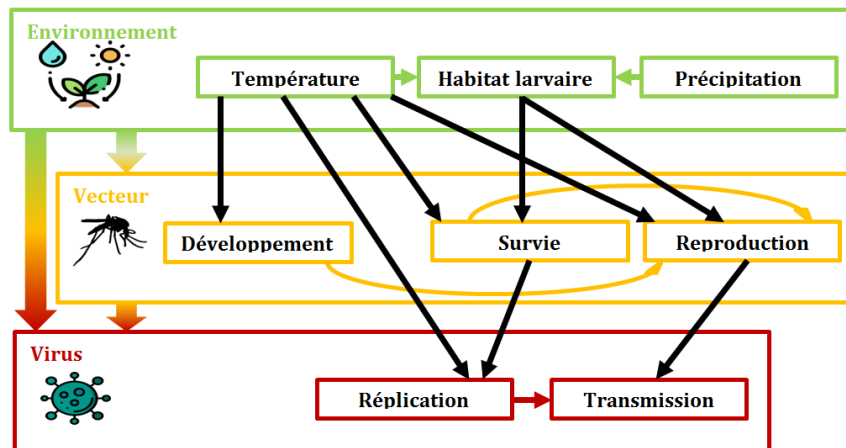 Environnement
Température
Habitat larvaire
Précipitation
Vecteur
Développement
Survie
Reproduction
Virus
Réplication
Transmission